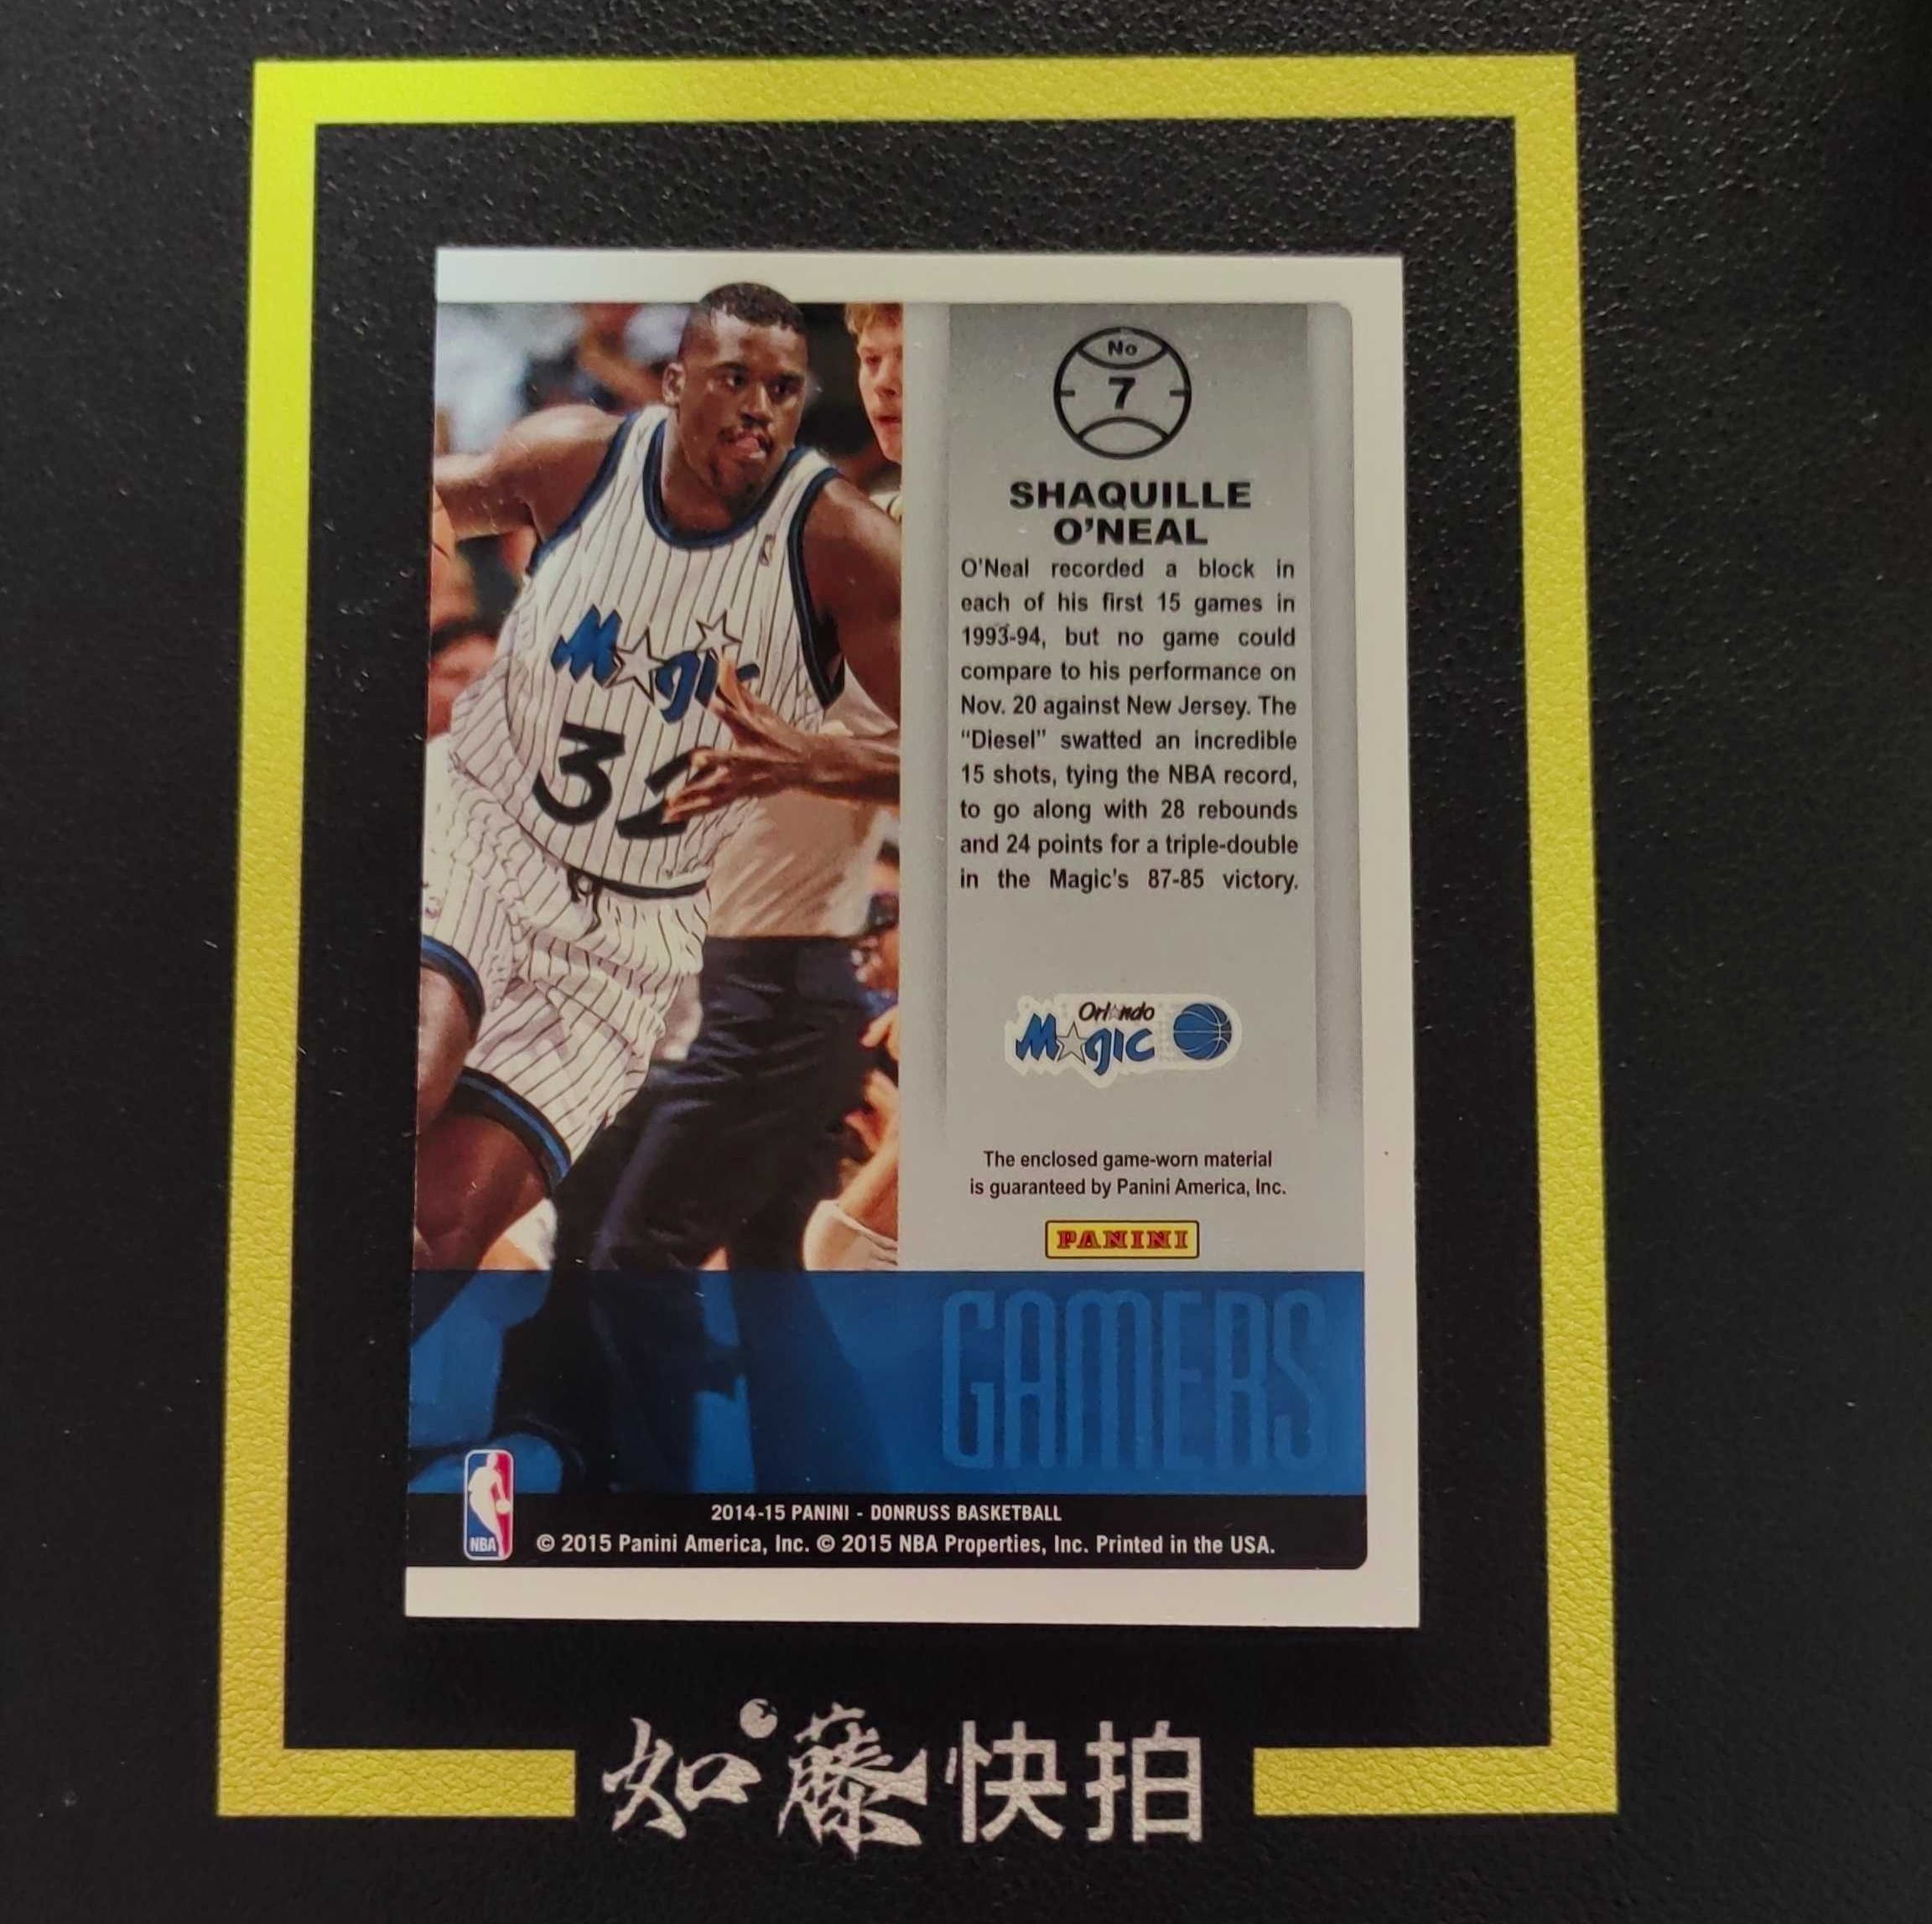 No
7
SHAQUILLE
O'NEAL
O'Neal recorded a block in
each of his first 15 games in
1993-94, but no game could
compare to his performance on
Nov. 20 against New Jersey. The
“Diesel” swatted an incredible
15 shots, tying the NBA record,
to go along with 28 rebounds
and 24 points for a triple-double
in the Magic's 87-85 victory.
Magic
32
Orlando
Magic
The enclosed game-worn material
is guaranteed by Panini America, Inc.
PANINI
GAMERS
NBA
2014-15 PANINI - DONRUSS BASKETBALL
© 2015 Panini America, Inc. © 2015 NBA Properties, Inc. Printed in the USA.
如藤快拍